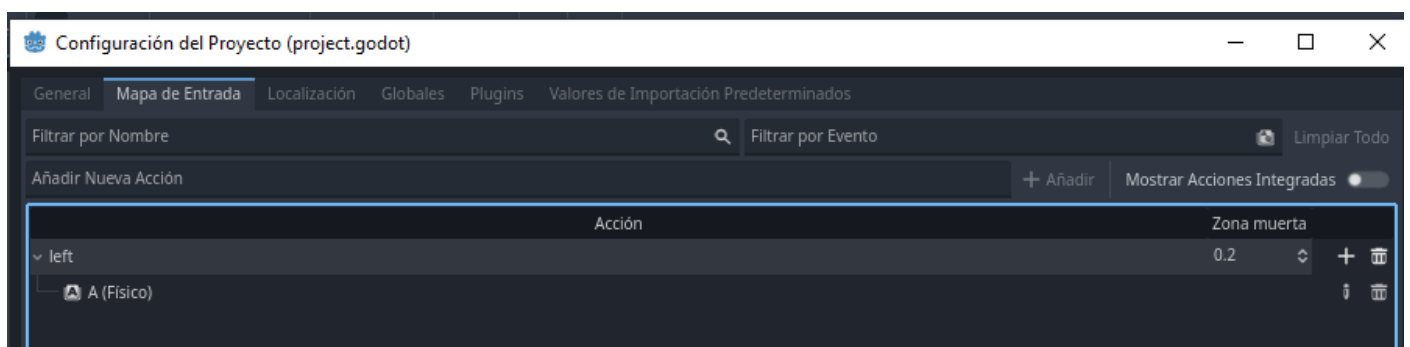 Configuración del Proyecto (project.godot)
General Mapa de Entrada Localización Globales Plugins Valores de Importación Predeterminados
Filtrar por Nombre Filtrar por Evento Limpiar Todo
Añadir Nueva Acción + Añadir Mostrar Acciones Integradas
Acción Zona muerta
left 0.2
A A (Físico)